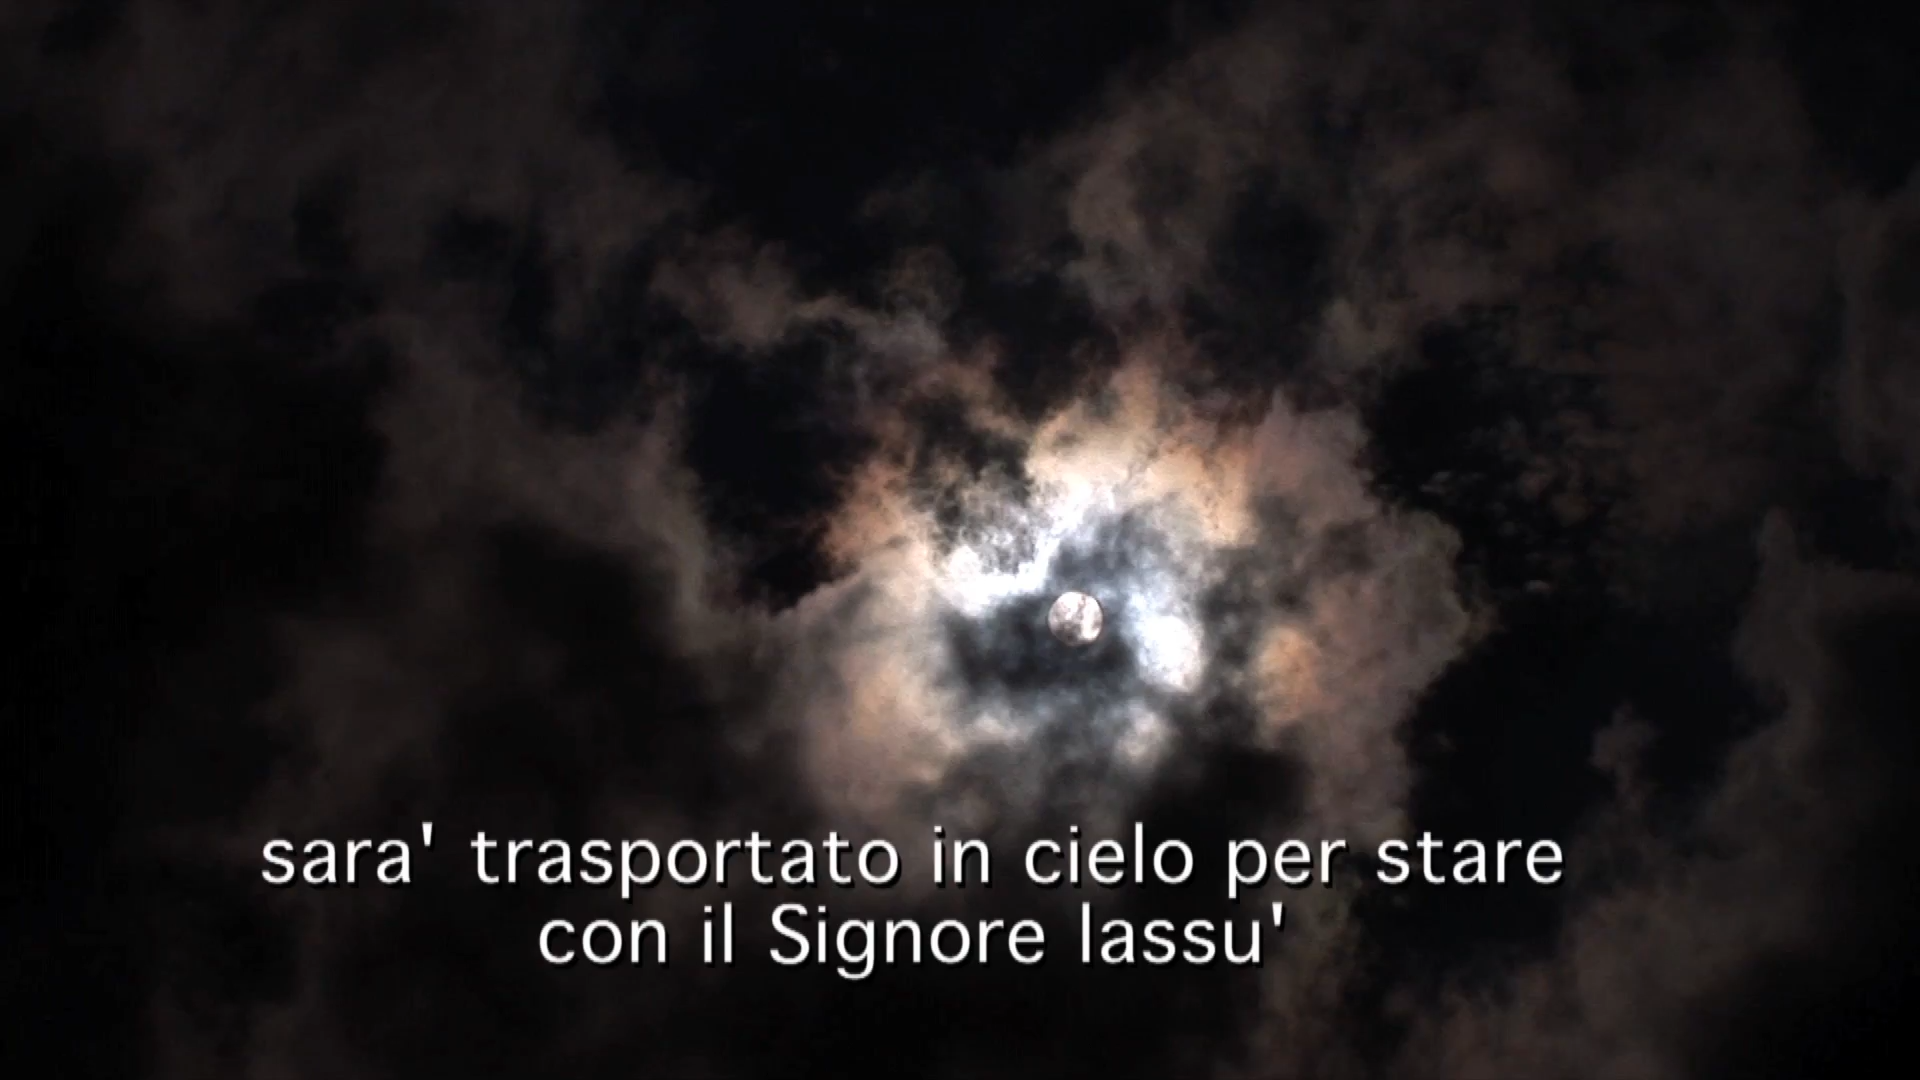 sara' trasportato in cielo per stare
con il Signore lassu'